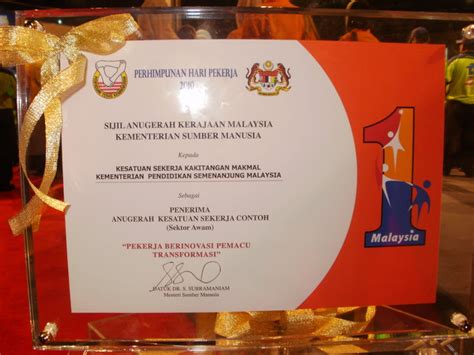 PERHIMPUNAN HARI PEKERJA
2010
SIJIL ANUGERAH KERAJAAN MALAYSIA
KEMENTERIAN SUMBER MANUSIA
Kepada
KESATUAN SEKERJA KAKITANGAN MAKMAL
KEMENTERIAN PENDIDIKAN SEMENANJUNG MALAYSIA
Sebagai
PENERIMA
ANUGERAH KESATUAN SEKERJA CONTOH
(Sektor Awam)
"PEKERJA BERINOVASI PEMACU
TRANSFORMASI"
DATUK DR. S. SUBRAMANIAM
Menteri Sumber Manusia
1
Malaysia